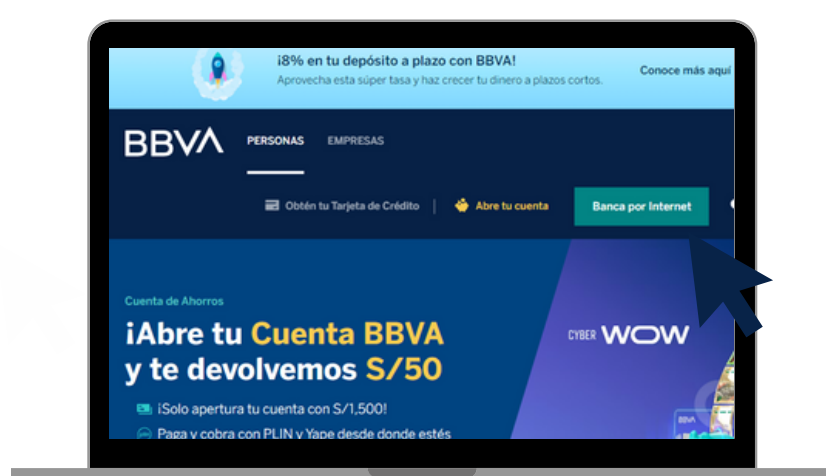 ¡8% en tu depósito a plazo con BBVA!
Aprovecha esta súper tasa y haz crecer tu dinero a plazos cortos.
Conoce más aquí
BBVA
PERSONAS EMPRESAS
Obtén tu Tarjeta de Crédito | Abre tu cuenta
Banca por Internet
Cuenta de Ahorros
¡Abre tu Cuenta BBVA
y te devolvemos S/50
CYBER WOW
¡Solo apertura tu cuenta con S/1,500!
Paga y cobra con PLIN y Yape desde donde estés
BBVA